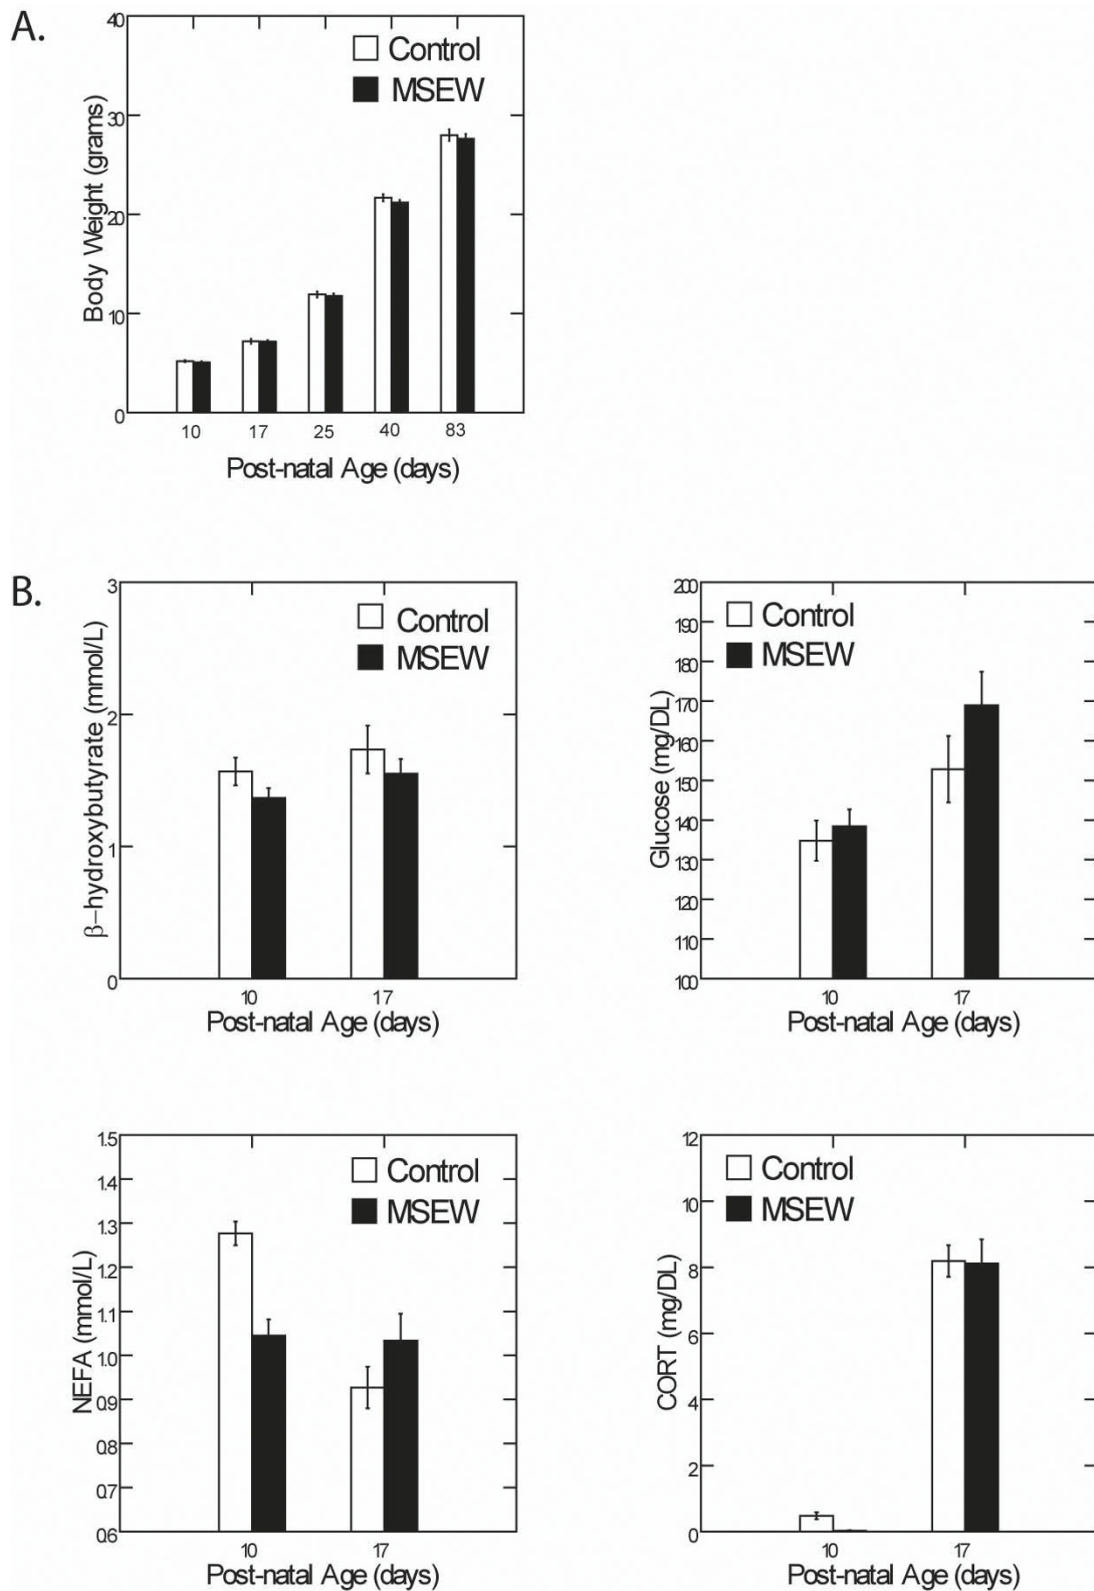 A.
40
30
20
10
0
Body Weight (grams)
Control
MSEW
10 17 25 40 83
Post-natal Age (days)
B.
3
2
1
0
β-hydroxybutyrate (mmol/L)
Control
MSEW
10 17
Post-natal Age (days)
200
190
180
170
160
150
140
130
120
110
100
Glucose (mg/DL)
Control
MSEW
10 17
Post-natal Age (days)
1.5
1.4
1.3
1.2
1.1
1.0
0.9
0.8
0.7
0.6
NEFA (mmol/L)
Control
MSEW
10 17
Post-natal Age (days)
12
10
8
6
4
2
0
CORT (mg/DL)
Control
MSEW
10 17
Post-natal Age (days)